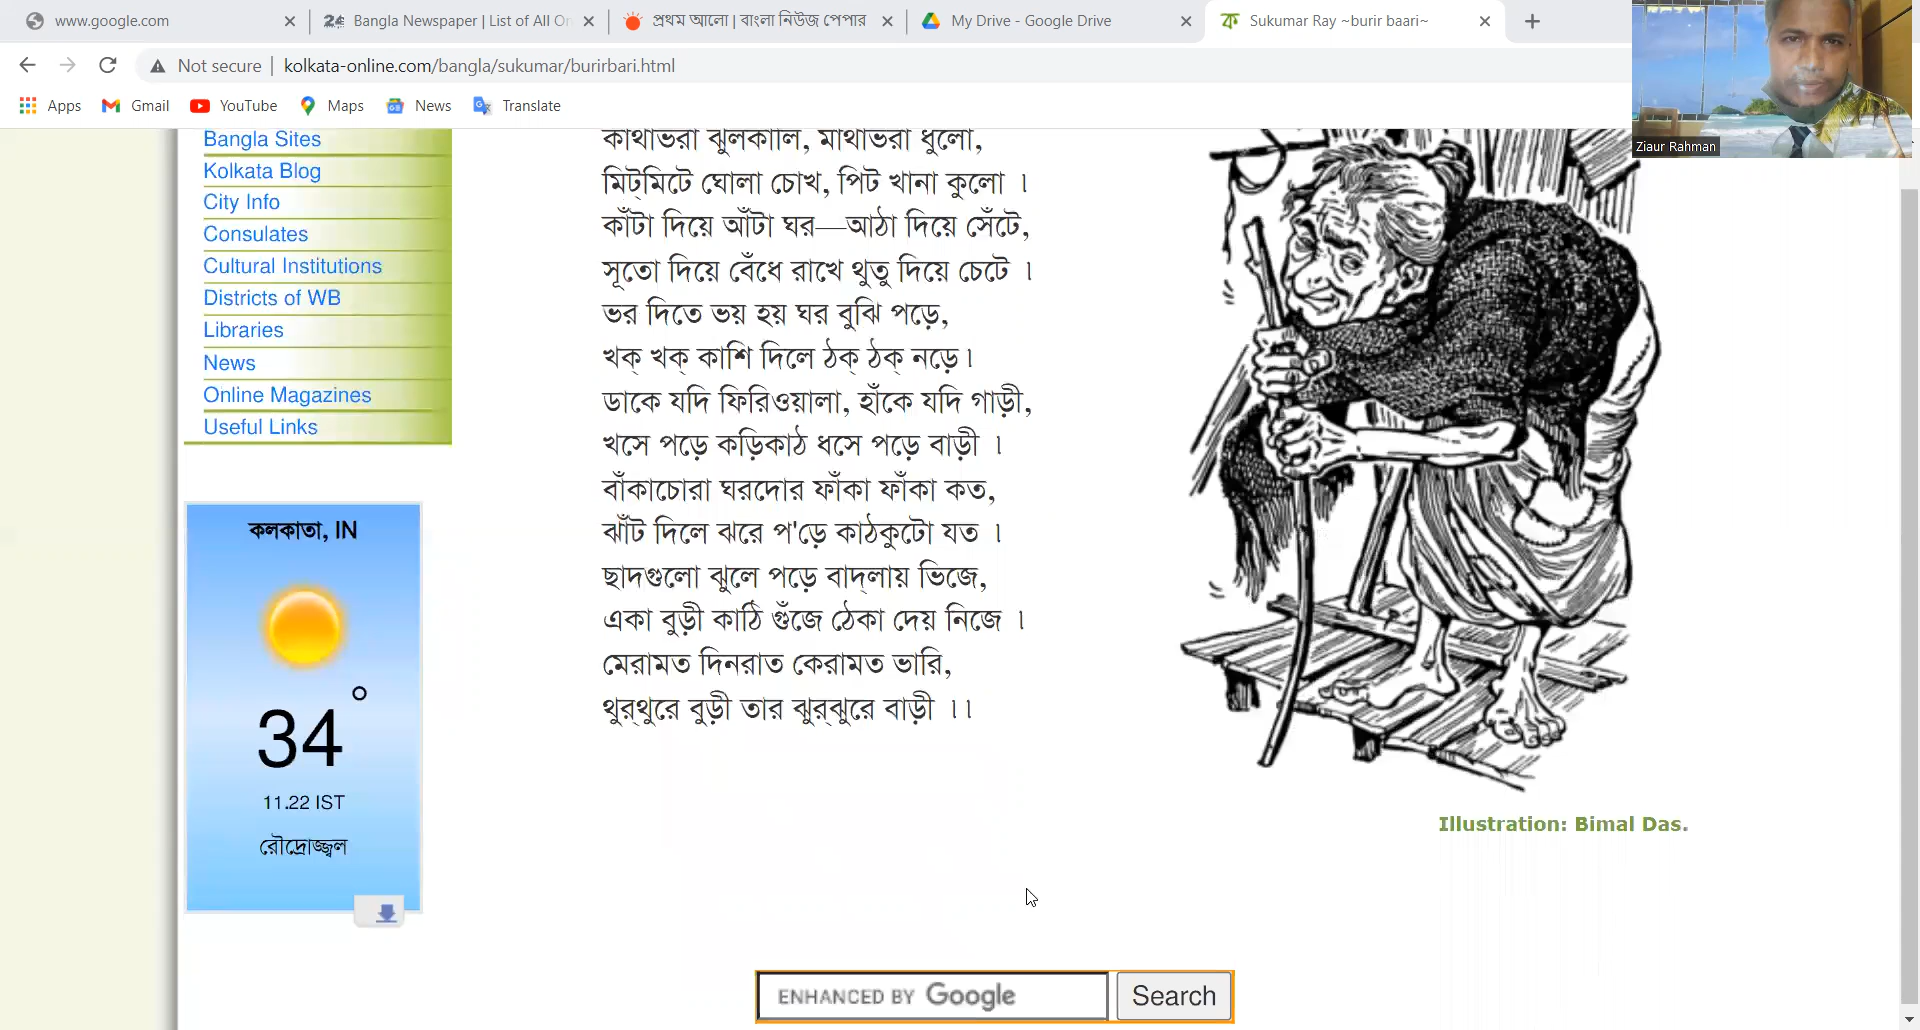 www.google.com
Bangla Newspaper | List of All On
প্রথম আলো | বাংলা নিউজ পেপার
My Drive - Google Drive
Sukumar Ray ~burir baari~
Not secure
kolkata-online.com/bangla/sukumar/burirbari.html
Apps
Gmail
YouTube
Maps
News
Translate
Ziaur Rahman
Bangla Sites
Kolkata Blog
City Info
Consulates
Cultural Institutions
Districts of WB
Libraries
News
Online Magazines
Useful Links
কলকাতা, IN
34°
11.22 IST
রৌদ্রোজ্জ্বল
কাঁথাভরা ঝুলকালি, মাথাভরা ধুলো,
মিট্‌মিটে ঘোলা চোখ, পিট খানা কুলো ।
কাঁটা দিয়ে আঁটা ঘর—আঠা দিয়ে সেঁটে,
সূতো দিয়ে বেঁধে রাখে থুতু দিয়ে চেটে ।
ভর দিতে ভয় হয় ঘর বুঝি পড়ে,
খক্ খক্ কাশি দিলে ঠক্ ঠক্ নড়ে।
ডাকে যদি ফিরিওয়ালা, হাঁকে যদি গাড়ী,
খসে পড়ে কড়িকাঠ ধসে পড়ে বাড়ী ।
বাঁকাচোরা ঘরদোর ফাঁকা ফাঁকা কত,
ঝাঁট দিলে ঝরে প'ড়ে কাঠকুটো যত ।
ছাদগুলো ঝুলে পড়ে বাদ্‌লায় ভিজে,
একা বুড়ী কাঠি গুঁজে ঠেকা দেয় নিজে ।
মেরামত দিনরাত কেরামত ভারি,
থুর্‌থুরে বুড়ী তার ঝুর্‌ঝুরে বাড়ী ।।
Illustration: Bimal Das.
ENHANCED BY Google
Search